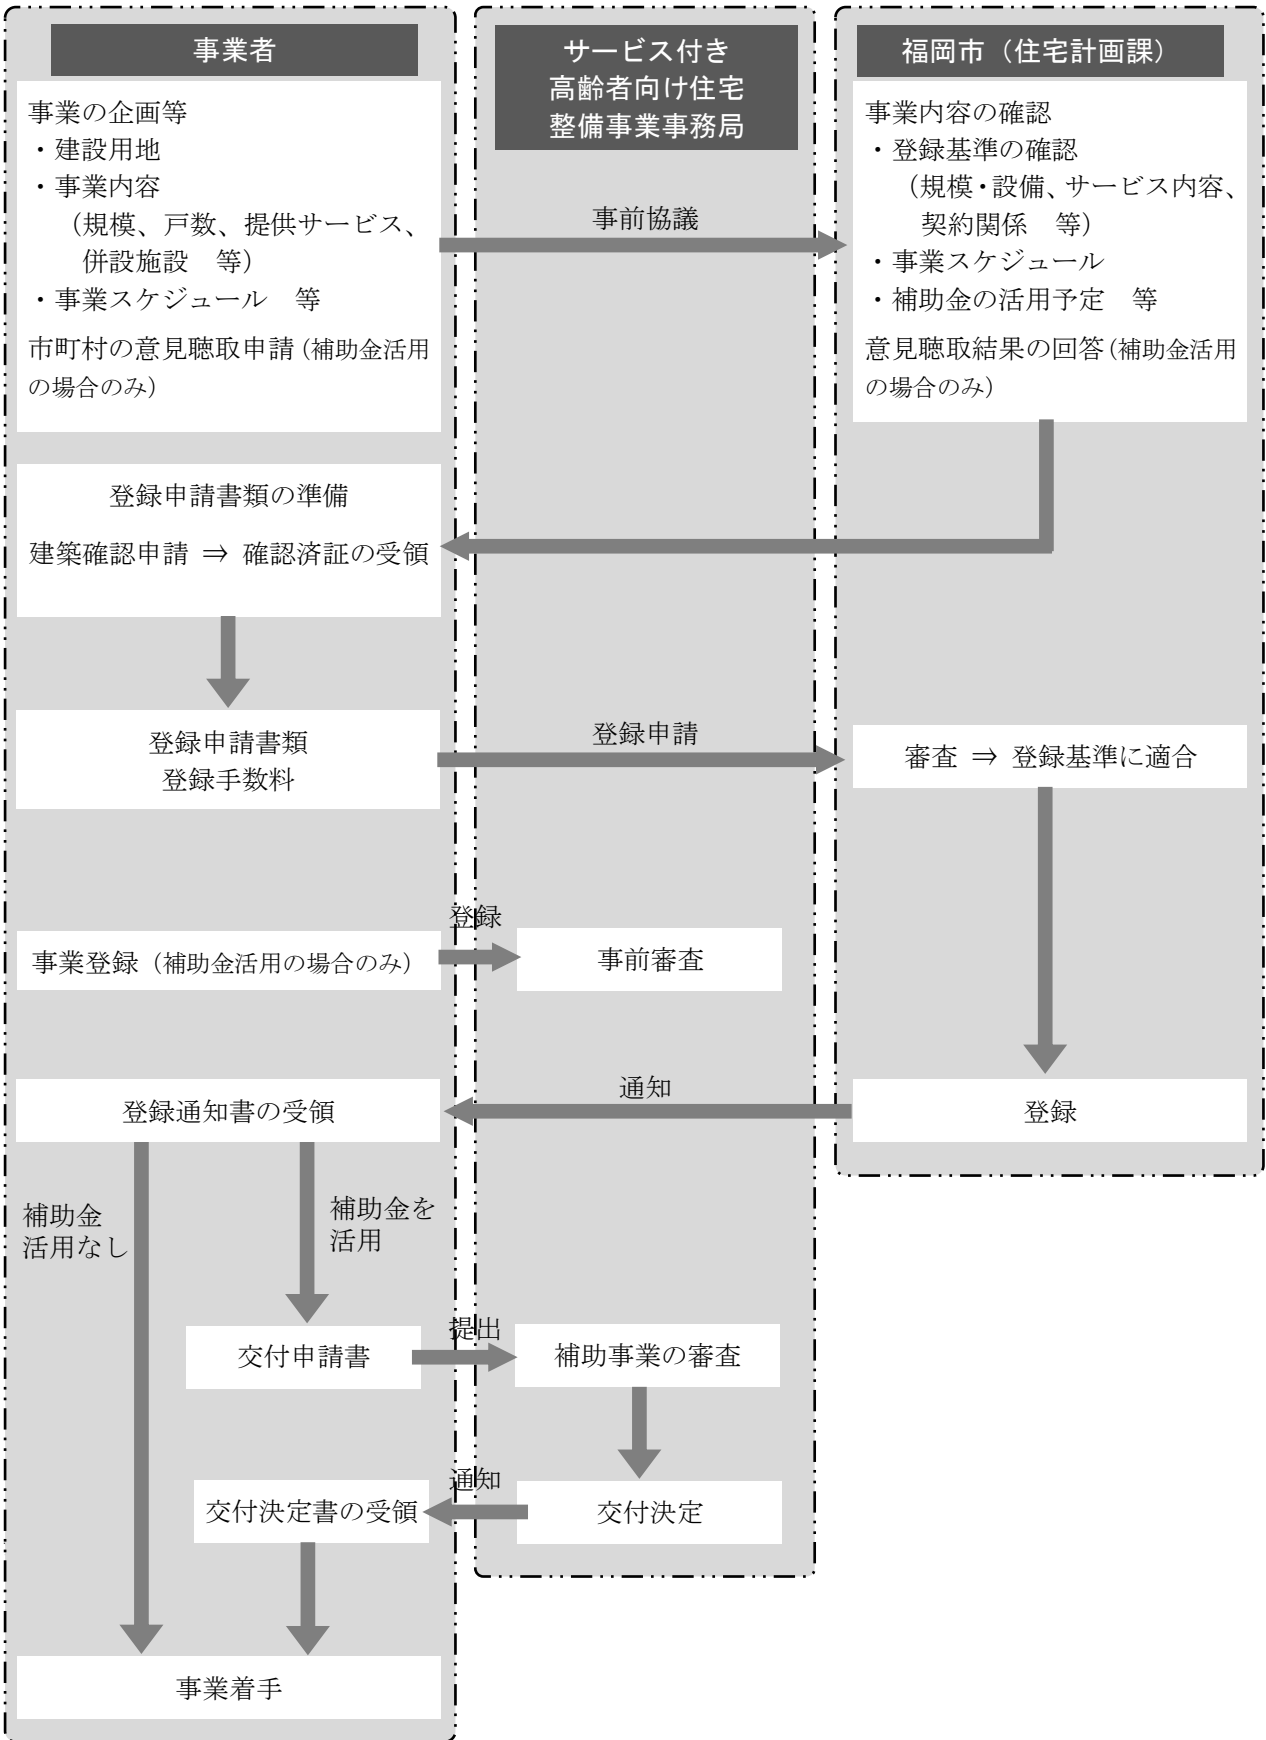 事業者
サービス付き
高齢者向け住宅
整備事業事務局
福岡市（住宅計画課）
事業の企画等
・建設用地
・事業内容
（規模、戸数、提供サービス、
併設施設　等）
・事業スケジュール　等
市町村の意見聴取申請（補助金活用
の場合のみ）
事前協議
事業内容の確認
・登録基準の確認
（規模・設備、サービス内容、
契約関係　等）
・事業スケジュール
・補助金の活用予定　等
意見聴取結果の回答（補助金活用
の場合のみ）
登録申請書類の準備
建築確認申請 ⇒ 確認済証の受領
登録申請書類
登録手数料
登録申請
審査 ⇒ 登録基準に適合
事業登録（補助金活用の場合のみ）
登録
事前審査
登録通知書の受領
通知
登録
補助金
活用なし
補助金を
活用
交付申請書
提出
補助事業の審査
交付決定書の受領
通知
交付決定
事業着手